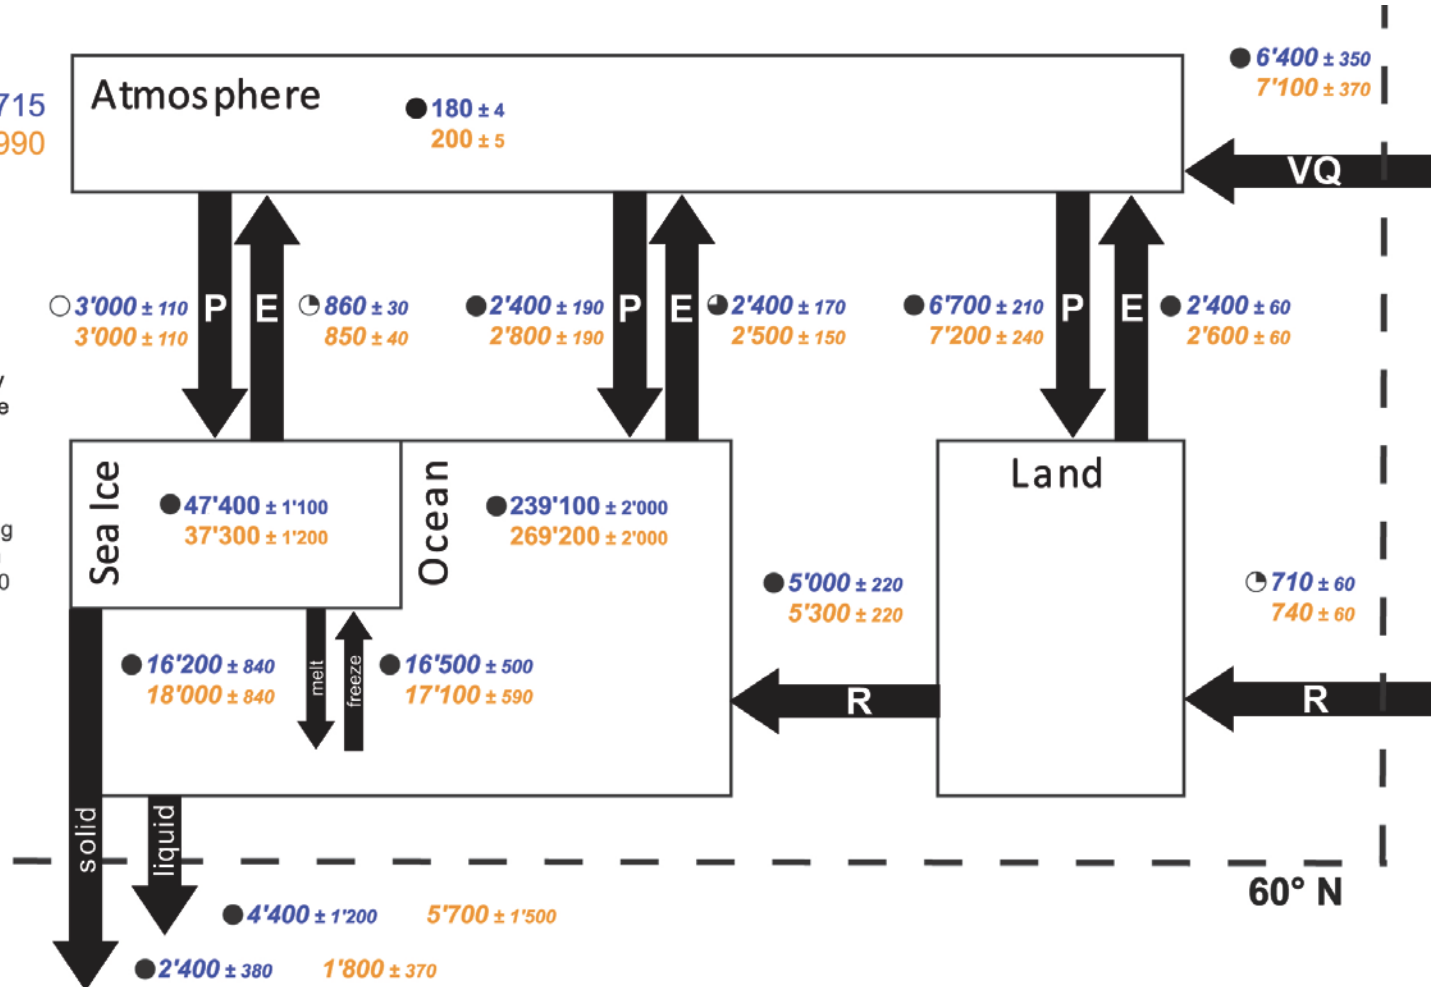 6'400 ± 350
7'100 ± 370
715
990
Atmosphere
180 ± 4
200 ± 5
VQ
3'000 ± 110
3'000 ± 110
P
E
860 ± 30
850 ± 40
2'400 ± 190
2'800 ± 190
P
E
2'400 ± 170
2'500 ± 150
6'700 ± 210
7'200 ± 240
P
E
2'400 ± 60
2'600 ± 60
y
e
Sea Ice
47'400 ± 1'100
37'300 ± 1'200
Ocean
239'100 ± 2'000
269'200 ± 2'000
Land
g
0
5'000 ± 220
5'300 ± 220
710 ± 60
740 ± 60
16'200 ± 840
18'000 ± 840
melt
freeze
16'500 ± 500
17'100 ± 590
R
R
solid
liquid
60° N
4'400 ± 1'200 5'700 ± 1'500
2'400 ± 380 1'800 ± 370